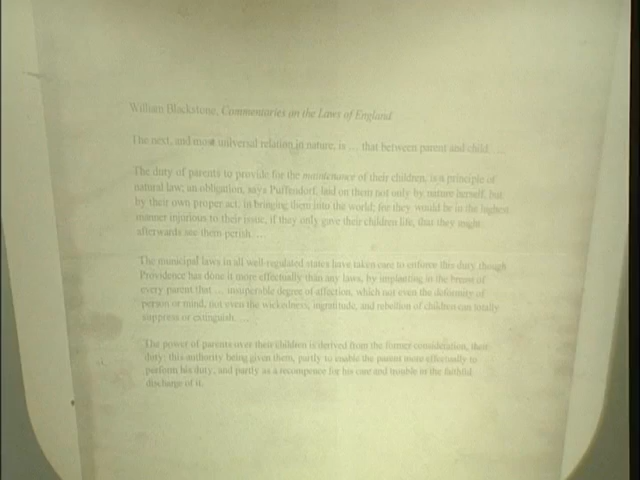 William Blackstone, Commentaries on the Laws of England
The next, and most universal relation in nature, is ... that between parent and child. ...
The duty of parents to provide for the maintenance of their children, is a principle of
natural law; an obligation, says Puffendorf, laid on them not only by nature herself, but
by their own proper act, in bringing them into the world; for they would be in the highest
manner injurious to their issue, if they only gave their children life, that they might
afterwards see them perish. ...
The municipal laws in all well-regulated states have taken care to enforce this duty, though
Providence has done it more effectually than any laws, by implanting in the breast of
every parent that ... insuperable degree of affection, which not even the deformity of
person or mind, not even the wickedness, ingratitude, and rebellion of children can totally
suppress or extinguish. ...
The power of parents over their children is derived from the former consideration, their
duty; this authority being given them, partly to enable the parent more effectually to
perform his duty, and partly as a recompence for his care and trouble in the faithful
discharge of it.